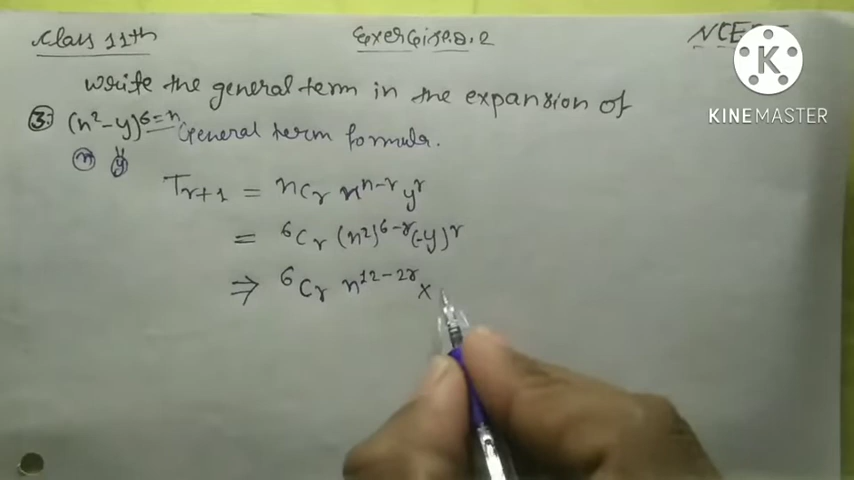 Class 11th Exercise 8.2 NCERT
K
KINEMASTER
Write the general term in the expansion of
3. (x² - y)⁶ ⁼ ⁿ General term formula.
x y
Tᵣ₊₁ = ⁿCᵣ xⁿ⁻ʳ yʳ
= ⁶Cᵣ (x²)⁶⁻ʳ (-y)ʳ
⇒ ⁶Cᵣ x¹²⁻²ʳ ×